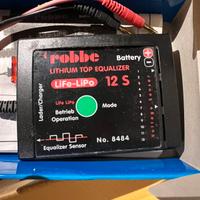 robbe
Battery
LITHIUM TOP EQUALIZER
LiFe-LiPo 12 S
Lader/Charger
LiFe LiPo
Betrieb
Operation
Mode
Equalizer Sensor
No. 8484